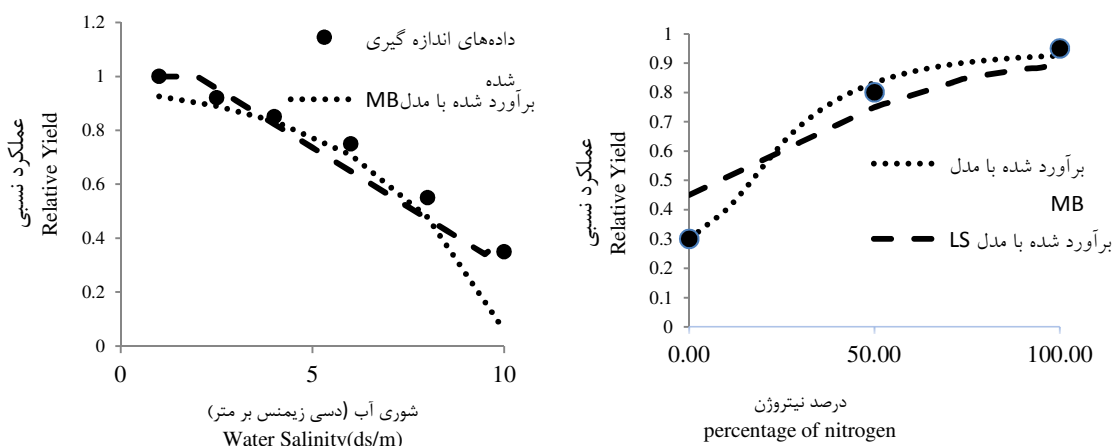 1.2
1
0.8
0.6
0.4
0.2
0
0
5
10
داده‌های اندازه گیری
شده
برآورد شده با مدلMB
عملکرد نسبی
Relative Yield
شوری آب (دسی زیمنس بر متر)
Water Salinity(ds/m)
1
0.9
0.8
0.7
0.6
0.5
0.4
0.3
0.2
0.1
0
0.00
50.00
100.00
برآورد شده با مدل
MB
برآورد شده با مدل LS
عملکرد نسبی
Relative Yield
درصد نیتروژن
percentage of nitrogen